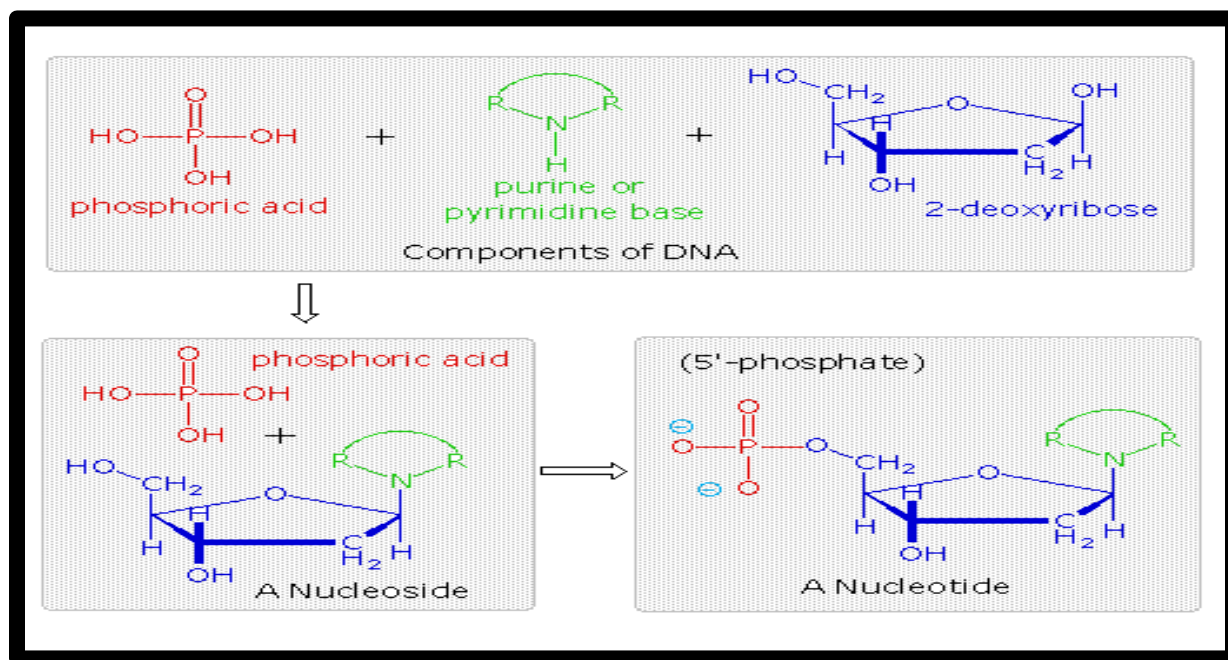 O
HO P OH
OH
phosphoric acid
+
R R
N
H
purine or
pyrimidine base
+
HO
CH2
O
OH
H
H
C
H2
H
OH
2-deoxyribose
Components of DNA
phosphoric acid
O
HO P OH
OH
+
R R
N
HO
CH2
O
H
H
C
H2
H
OH
A Nucleoside
(5'-phosphate)
O
⊖
O P O
⊖ O
CH2
R R
N
O
H
H
C
H2
H
OH
A Nucleotide